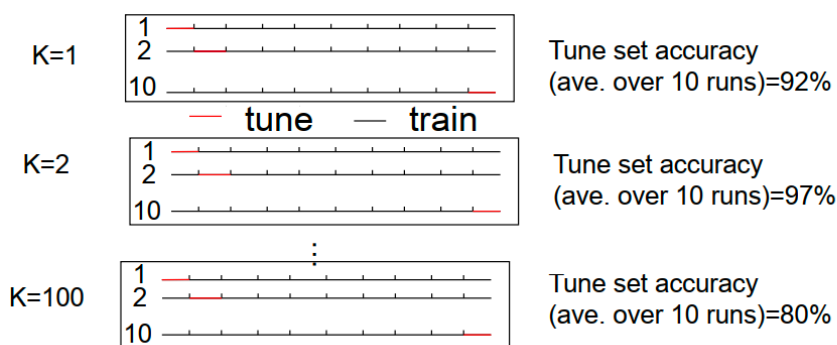 K=1
1
2
10
Tune set accuracy
(ave. over 10 runs)=92%
tune train
K=2
1
2
10
Tune set accuracy
(ave. over 10 runs)=97%
⋮
K=100
1
2
10
Tune set accuracy
(ave. over 10 runs)=80%